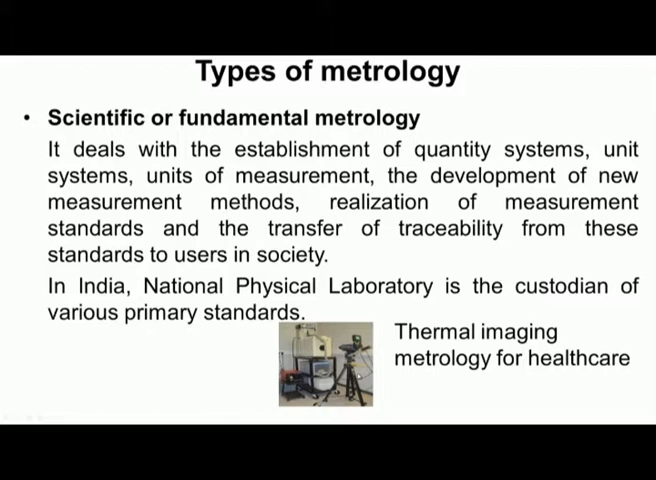 Types of metrology
• Scientific or fundamental metrology
It deals with the establishment of quantity systems, unit
systems, units of measurement, the development of new
measurement methods, realization of measurement
standards and the transfer of traceability from these
standards to users in society.
In India, National Physical Laboratory is the custodian of
various primary standards.
Thermal imaging
metrology for healthcare